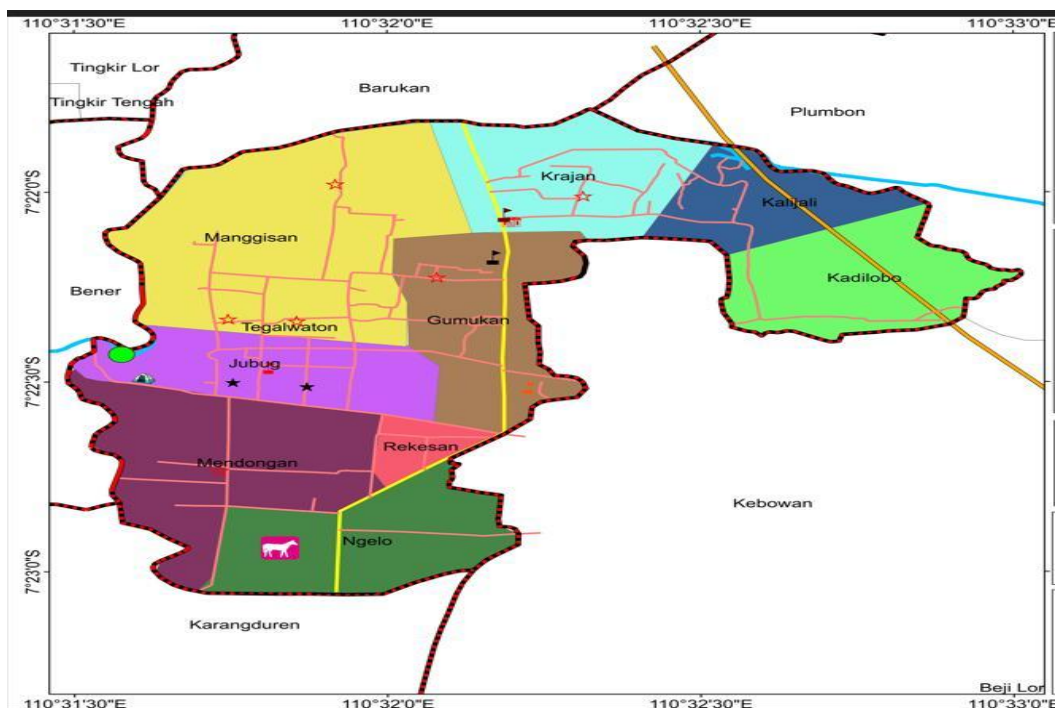 110°31'30"E
110°32'0"E
110°32'30"E
110°33'0"E
Tingkir Lor
Barukan
Tingkir Tengah
Plumbon
Krajan
7°22'0"S
Kalijali
Manggisan
Kadilobo
Bener
Gumukan
Tegalwaton
Jubug
7°22'30"S
Rekesan
Mendongan
Kebowan
Ngelo
7°23'0"S
Karangduren
Beji Lor
110°31'30"E
110°32'0"E
110°32'30"E
110°33'0"E